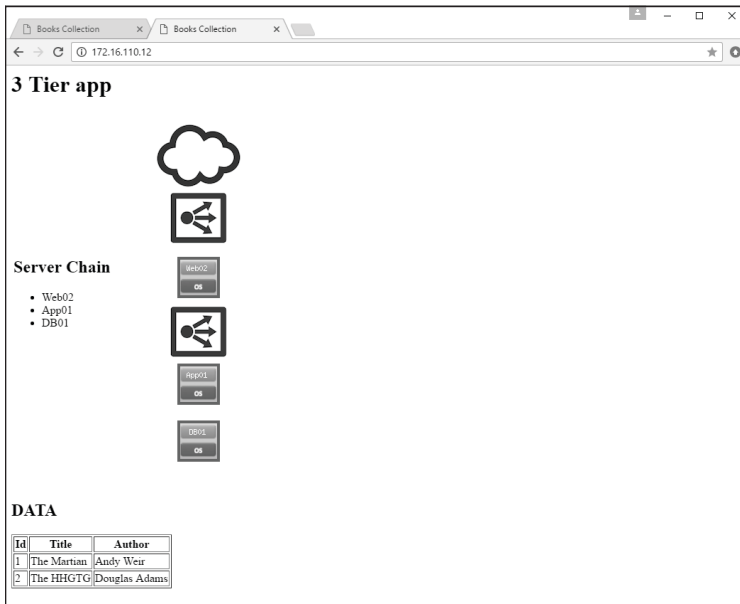 Books Collection
Books Collection
172.16.110.12
3 Tier app
Server Chain
Web02
App01
DB01
Web02
OS
App01
OS
DB01
OS
DATA
Id Title Author
1 The Martian Andy Weir
2 The HHGTG Douglas Adams